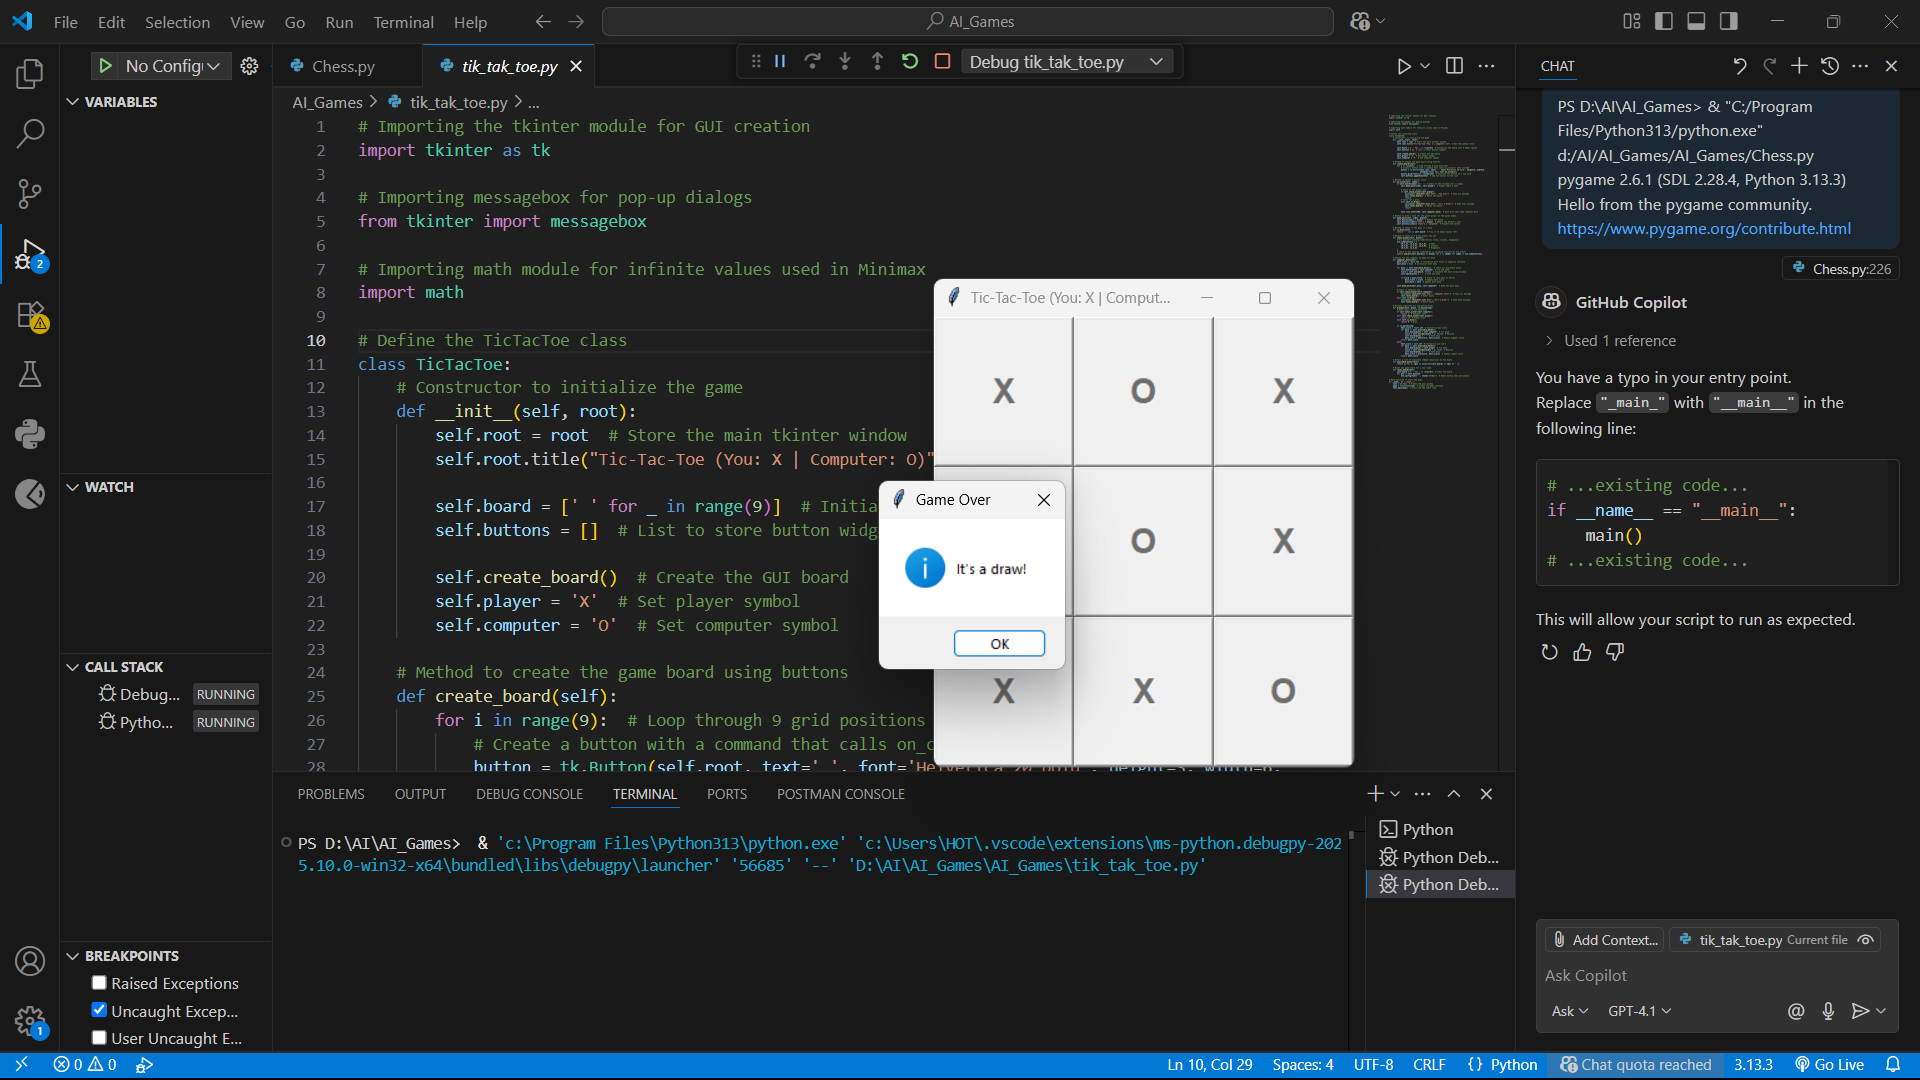 File Edit Selection View Go Run Terminal Help
AI_Games
No Config
Chess.py
tik_tak_toe.py
Debug tik_tak_toe.py
VARIABLES
WATCH
CALL STACK
Debug... RUNNING
Pytho... RUNNING
BREAKPOINTS
Raised Exceptions
Uncaught Excep...
User Uncaught E...
2
1
AI_Games > tik_tak_toe.py > ...
1 # Importing the tkinter module for GUI creation
2 import tkinter as tk
3
4 # Importing messagebox for pop-up dialogs
5 from tkinter import messagebox
6
7 # Importing math module for infinite values used in Minimax
8 import math
9
10 # Define the TicTacToe class
11 class TicTacToe:
12 # Constructor to initialize the game
13 def __init__(self, root):
14 self.root = root # Store the main tkinter window
15 self.root.title("Tic-Tac-Toe (You: X | Computer: O)"
16
17 self.board = [' ' for _ in range(9)] # Initia
18 self.buttons = [] # List to store button widg
19
20 self.create_board() # Create the GUI board
21 self.player = 'X' # Set player symbol
22 self.computer = 'O' # Set computer symbol
23
24 # Method to create the game board using buttons
25 def create_board(self):
26 for i in range(9): # Loop through 9 grid positions
27 # Create a button with a command that calls on_c
28 button = tk.Button(self.root, text=' ', font='Helvetica 20 bold', height=3, width=6,
Tic-Tac-Toe (You: X | Comput...
X O X
O X
X X O
Game Over
It's a draw!
OK
PROBLEMS OUTPUT DEBUG CONSOLE TERMINAL PORTS POSTMAN CONSOLE
PS D:\AI\AI_Games> & 'c:\Program Files\Python313\python.exe' 'c:\Users\HOT\.vscode\extensions\ms-python.debugpy-202
5.10.0-win32-x64\bundled\libs\debugpy\launcher' '56685' '--' 'D:\AI\AI_Games\AI_Games\tik_tak_toe.py'
Python
Python Deb...
Python Deb...
CHAT
PS D:\AI\AI_Games> & "C:/Program
Files/Python313/python.exe"
d:/AI/AI_Games/AI_Games/Chess.py
pygame 2.6.1 (SDL 2.28.4, Python 3.13.3)
Hello from the pygame community.
https://www.pygame.org/contribute.html
Chess.py:226
GitHub Copilot
Used 1 reference
You have a typo in your entry point.
Replace "_main_" with "__main__" in the
following line:
# ...existing code...
if __name__ == "__main__":
main()
# ...existing code...
This will allow your script to run as expected.
Add Context...
tik_tak_toe.py Current file
Ask Copilot
Ask GPT-4.1
0 0
Ln 10, Col 29 Spaces: 4 UTF-8 CRLF {} Python Chat quota reached 3.13.3 Go Live